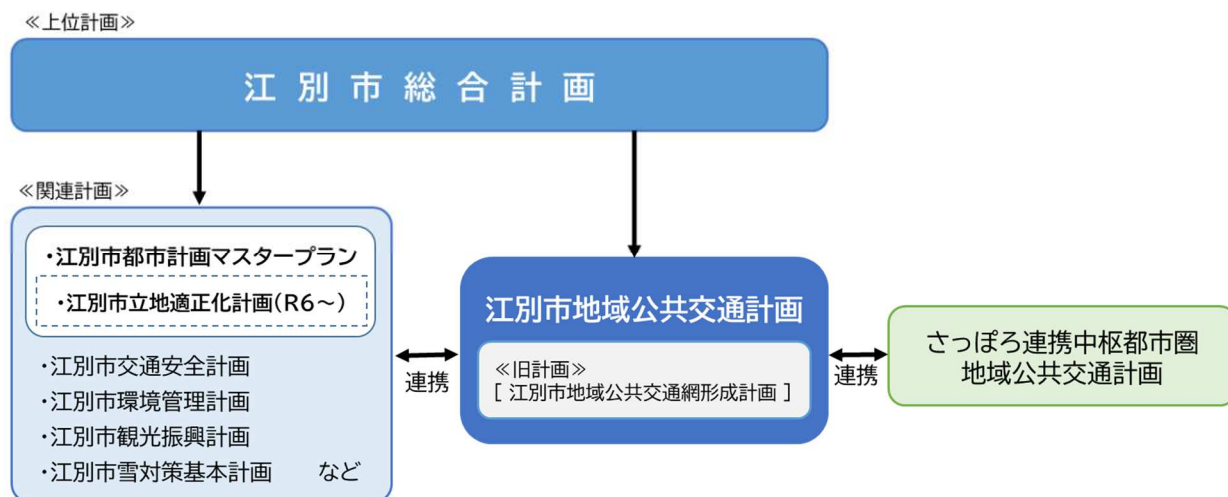 ≪上位計画≫
江別市総合計画
≪関連計画≫
・江別市都市計画マスタープラン
・江別市立地適正化計画(R6～)
・江別市交通安全計画
・江別市環境管理計画
・江別市観光振興計画
・江別市雪対策基本計画　など
連携
江別市地域公共交通計画
≪旧計画≫
[ 江別市地域公共交通網形成計画 ]
連携
さっぽろ連携中枢都市圏
地域公共交通計画